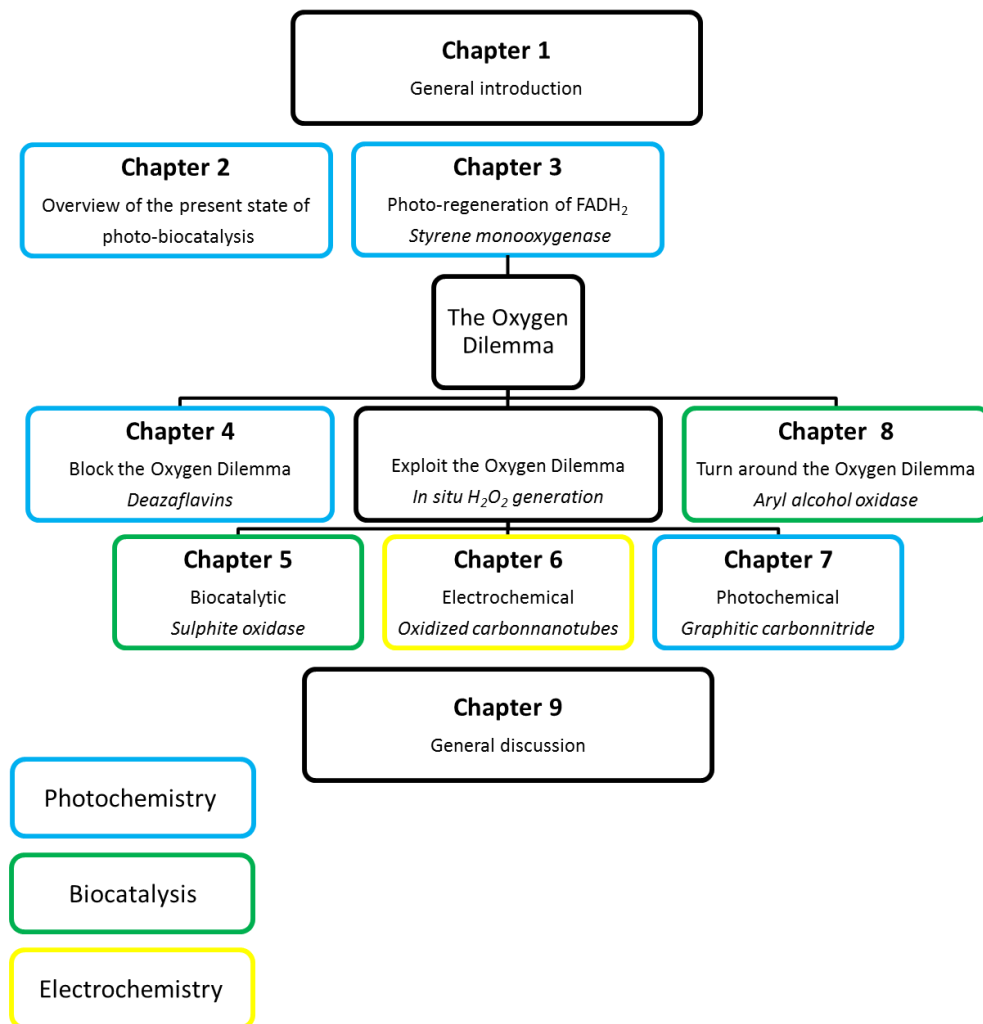 Chapter 1
General introduction
Chapter 2
Overview of the present state of
photo-biocatalysis
Chapter 3
Photo-regeneration of FADH₂
Styrene monooxygenase
The Oxygen
Dilemma
Chapter 4
Block the Oxygen Dilemma
Deazaflavins
Exploit the Oxygen Dilemma
In situ H₂O₂ generation
Chapter 8
Turn around the Oxygen Dilemma
Aryl alcohol oxidase
Chapter 5
Biocatalytic
Sulphite oxidase
Chapter 6
Electrochemical
Oxidized carbonnanotubes
Chapter 7
Photochemical
Graphitic carbonnitride
Chapter 9
General discussion
Photochemistry
Biocatalysis
Electrochemistry